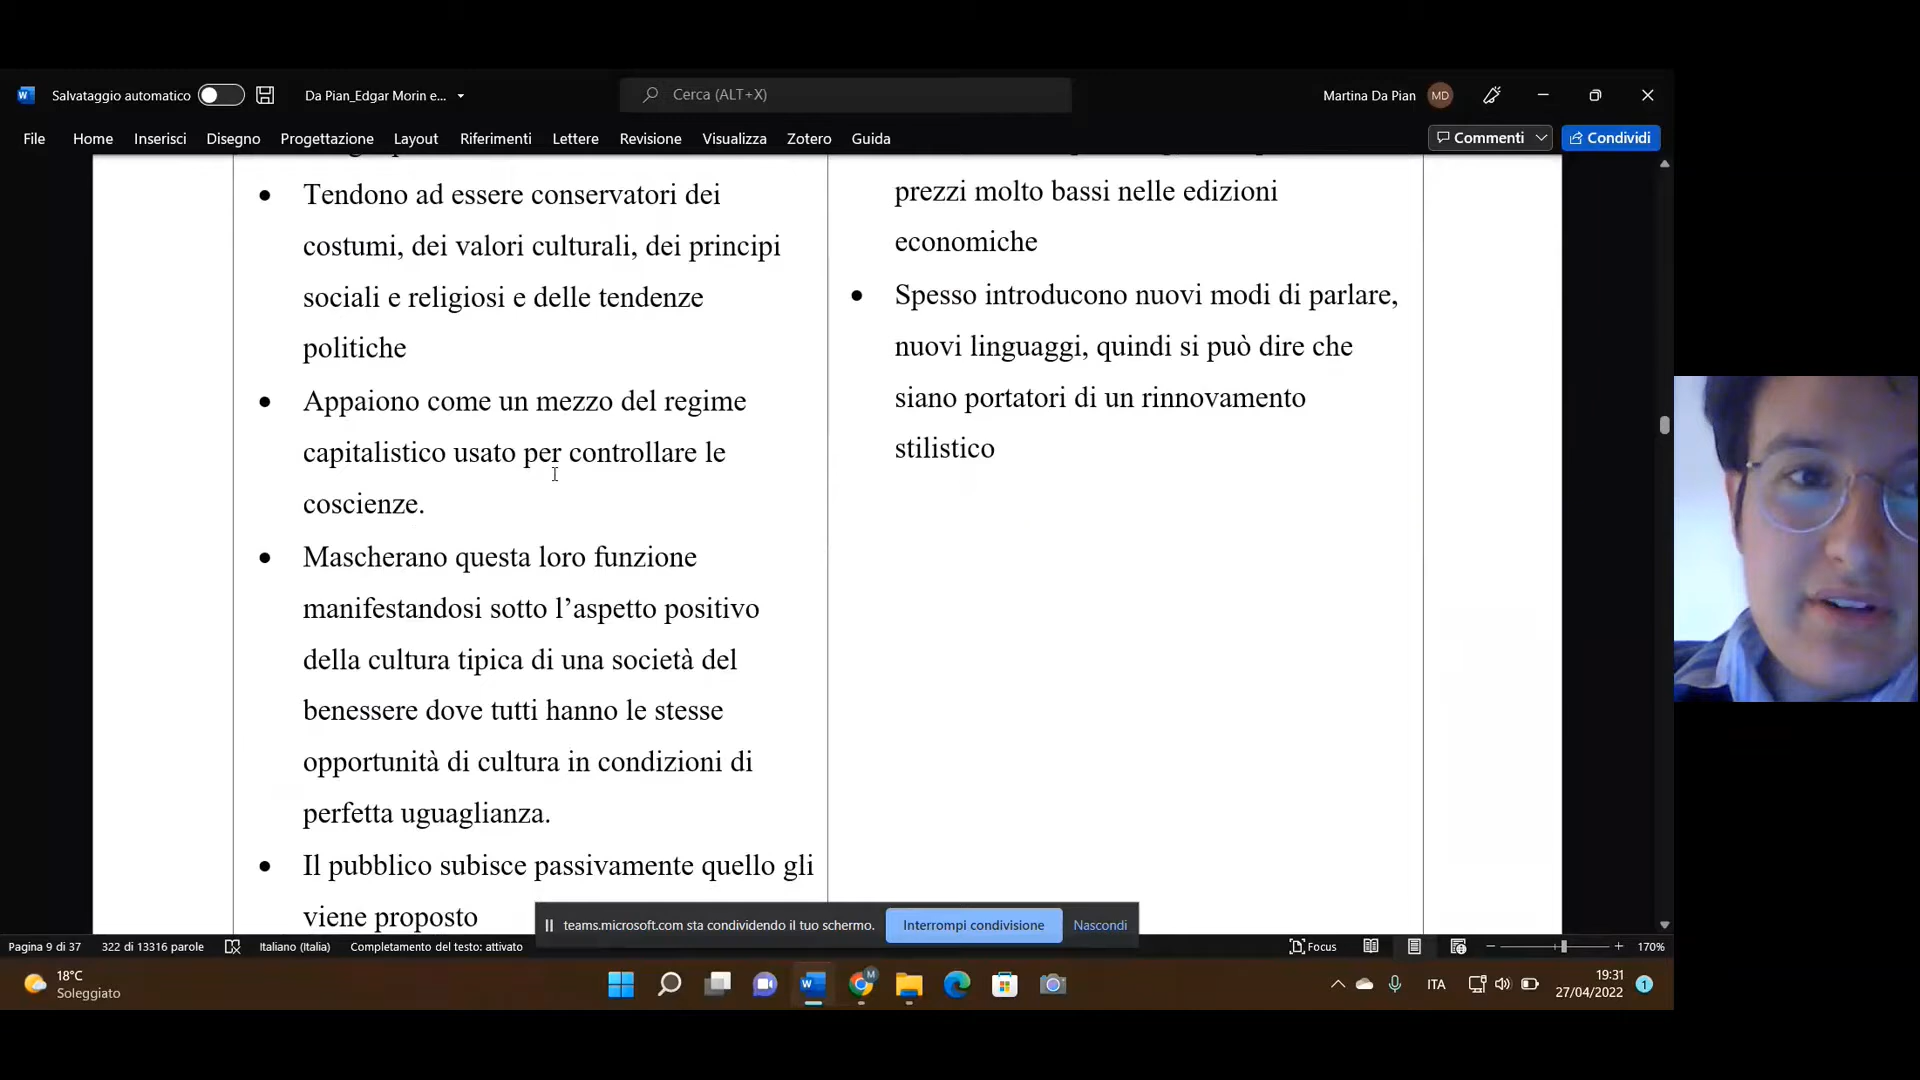 Salvataggio automatico
Da Pian_Edgar Morin e...
Cerca (ALT+X)
Martina Da Pian
MD
File Home Inserisci Disegno Progettazione Layout Riferimenti Lettere Revisione Visualizza Zotero Guida
Commenti
Condividi
• Tendono ad essere conservatori dei
costumi, dei valori culturali, dei principi
sociali e religiosi e delle tendenze
politiche
• Appaiono come un mezzo del regime
capitalistico usato per controllare le
coscienze.
• Mascherano questa loro funzione
manifestandosi sotto l’aspetto positivo
della cultura tipica di una società del
benessere dove tutti hanno le stesse
opportunità di cultura in condizioni di
perfetta uguaglianza.
• Il pubblico subisce passivamente quello gli
viene proposto
prezzi molto bassi nelle edizioni
economiche
• Spesso introducono nuovi modi di parlare,
nuovi linguaggi, quindi si può dire che
siano portatori di un rinnovamento
stilistico
teams.microsoft.com sta condividendo il tuo schermo.
Interrompi condivisione
Nascondi
Pagina 9 di 37
322 di 13316 parole
Italiano (Italia)
Completamento del testo: attivato
Focus
170%
18°C
Soleggiato
M
ITA
19:31
27/04/2022
1